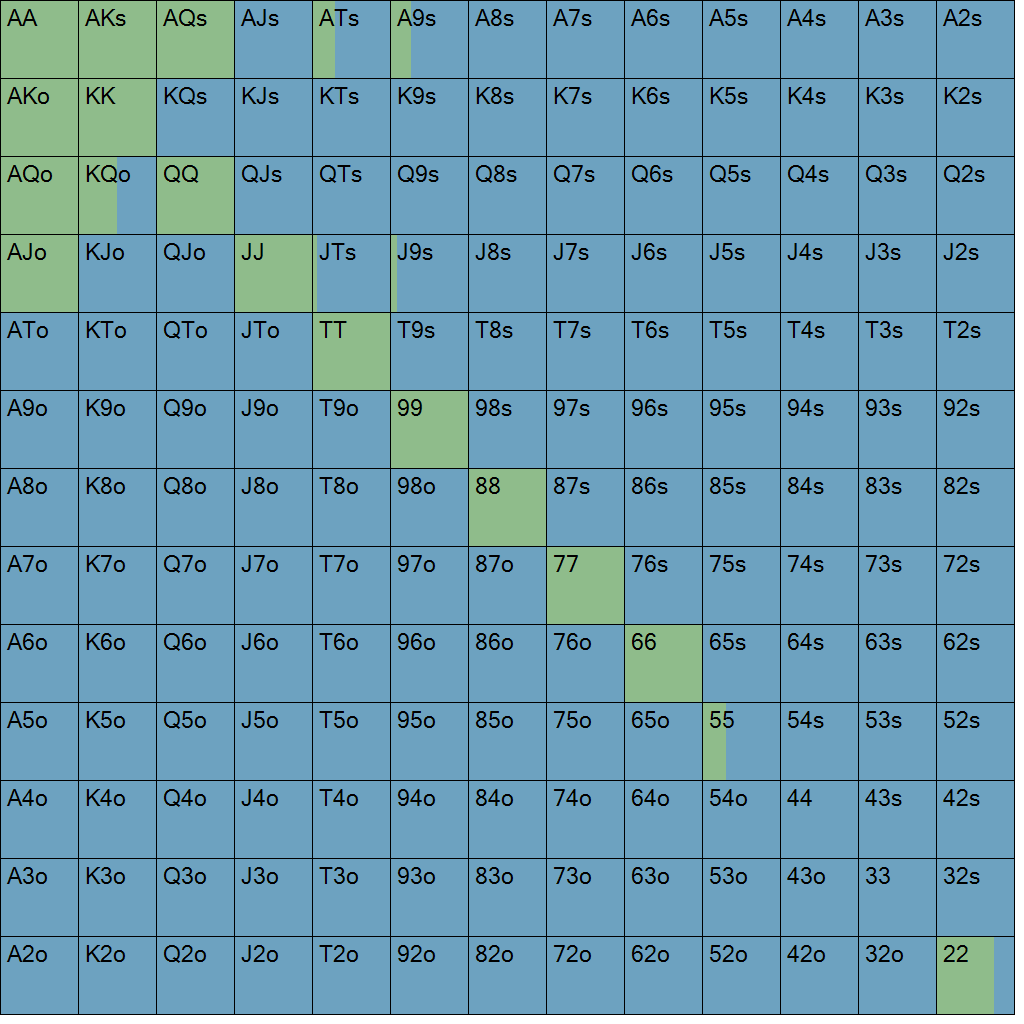 AA AKs AQs AJs ATs A9s A8s A7s A6s A5s A4s A3s A2s
AKo KK KQs KJs KTs K9s K8s K7s K6s K5s K4s K3s K2s
AQo KQo QQ QJs QTs Q9s Q8s Q7s Q6s Q5s Q4s Q3s Q2s
AJo KJo QJo JJ JTs J9s J8s J7s J6s J5s J4s J3s J2s
ATo KTo QTo JTo TT T9s T8s T7s T6s T5s T4s T3s T2s
A9o K9o Q9o J9o T9o 99 98s 97s 96s 95s 94s 93s 92s
A8o K8o Q8o J8o T8o 98o 88 87s 86s 85s 84s 83s 82s
A7o K7o Q7o J7o T7o 97o 87o 77 76s 75s 74s 73s 72s
A6o K6o Q6o J6o T6o 96o 86o 76o 66 65s 64s 63s 62s
A5o K5o Q5o J5o T5o 95o 85o 75o 65o 55 54s 53s 52s
A4o K4o Q4o J4o T4o 94o 84o 74o 64o 54o 44 43s 42s
A3o K3o Q3o J3o T3o 93o 83o 73o 63o 53o 43o 33 32s
A2o K2o Q2o J2o T2o 92o 82o 72o 62o 52o 42o 32o 22